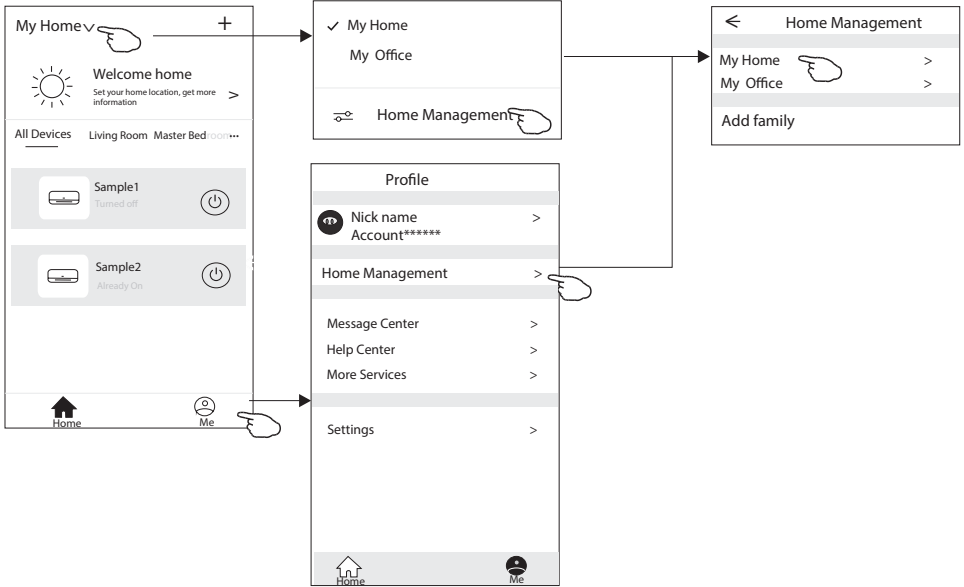 My Home
+
Welcome home
Set your home location, get more
information
>
All Devices Living Room Master Bedroom...
Sample1
Turned off
Sample2
Already On
Home
Me
My Home
My Office
Home Management
Profile
Nick name >
Account******
Home Management >
Message Center >
Help Center >
More Services >
Settings >
Home
Me
Home Management
My Home >
My Office >
Add family